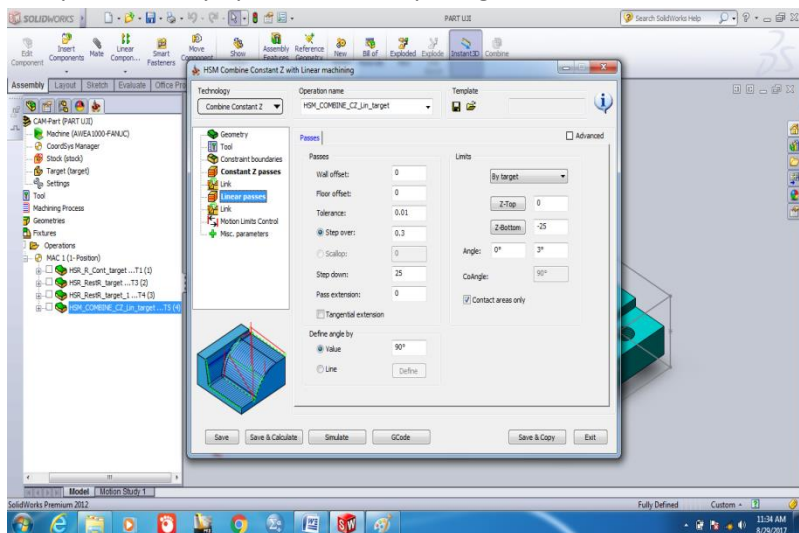 SOLIDWORKS
PART UJI
Search SolidWorks Help
Edit Component
Insert Components
Mate
Linear Compon...
Smart Fasteners
Move Component
Show
Assembly Features
Reference Geometry
New
Bill of
Exploded
Explode
Instant3D
Combine
Assembly Layout Sketch Evaluate Office Pro
CAM-Part (PART UJI)
Machine (AWEA1000-FANUC)
CoordSys Manager
Stock (stock)
Target (target)
Settings
Tool
Machining Process
Geometries
Fixtures
Operations
MAC 1 (1- Position)
HSR_R_Cont_target ...T1 (1)
HSR_RestR_target ...T3 (2)
HSR_RestR_target_1 ...T4 (3)
HSM_COMBINE_CZ_Lin_target ...T5 (4)
HSM Combine Constant Z with Linear machining
Technology
Combine Constant Z
Operation name
HSM_COMBINE_CZ_Lin_target
Template
Geometry
Tool
Constraint boundaries
Constant Z passes
Link
Linear passes
Link
Motion Limits Control
Misc. parameters
Passes
Advanced
Passes
Wall offset: 0
Floor offset: 0
Tolerance: 0.01
Step over: 0.3
Scallop: 0
Step down: 25
Pass extension: 0
Tangential extension
Define angle by
Value 90°
Line Define
Limits
By target
Z-Top 0
Z-Bottom -25
Angle: 0° 3°
CoAngle: 90°
Contact areas only
Save Save & Calculate Simulate GCode Save & Copy Exit
Model Motion Study 1
SolidWorks Premium 2012
Fully Defined Custom
11:34 AM
8/29/2017